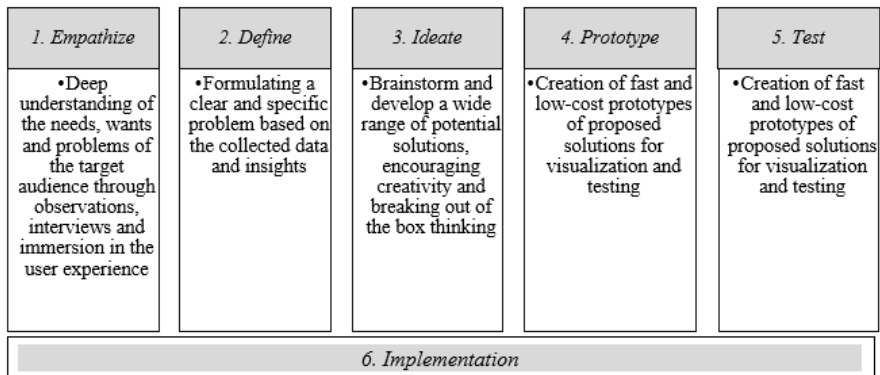 1. Empathize
•Deep
understanding of
the needs, wants
and problems of
the target
audience through
observations,
interviews and
immersion in the
user experience
2. Define
•Formulating a
clear and specific
problem based on
the collected data
and insights
3. Ideate
•Brainstorm and
develop a wide
range of potential
solutions,
encouraging
creativity and
breaking out of
the box thinking
4. Prototype
•Creation of fast and
low-cost prototypes
of proposed
solutions for
visualization and
testing
5. Test
•Creation of fast
and low-cost
prototypes of
proposed solutions
for visualization
and testing
6. Implementation